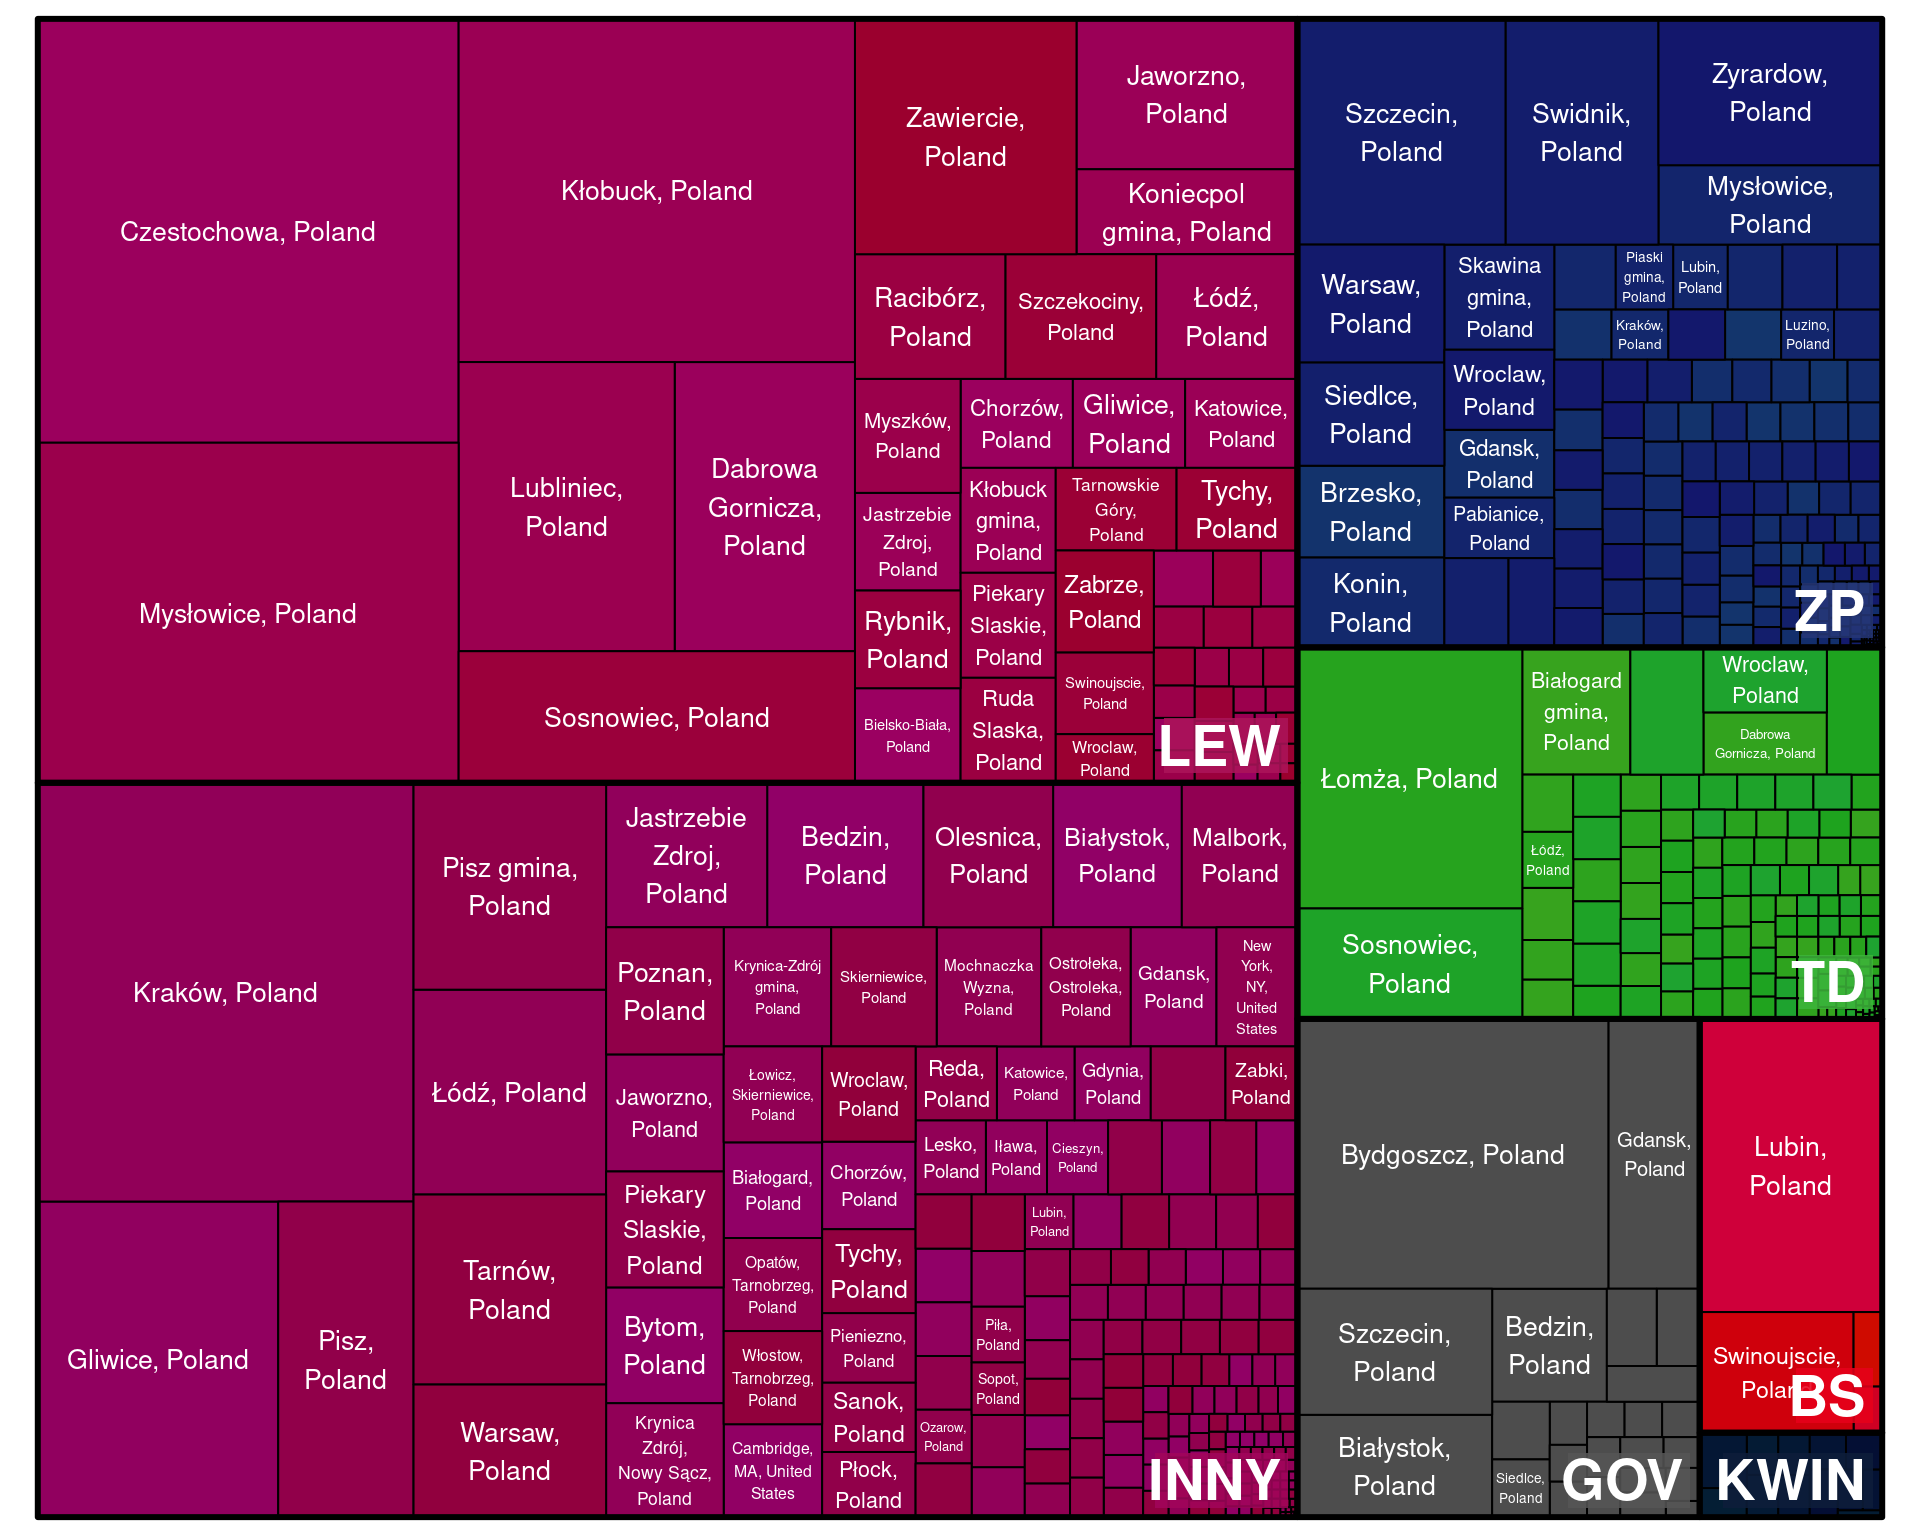 Czestochowa, Poland
Mysłowice, Poland
Kłobuck, Poland
Lubliniec,
Poland
Dabrowa
Gornicza,
Poland
Sosnowiec, Poland
Zawiercie,
Poland
Jaworzno,
Poland
Koniecpol
gmina, Poland
Racibórz,
Poland
Szczekociny,
Poland
Łódź,
Poland
Myszków,
Poland
Chorzów,
Poland
Gliwice,
Poland
Katowice,
Poland
Jastrzebie
Zdroj,
Poland
Kłobuck
gmina,
Poland
Tarnowskie
Góry,
Poland
Tychy,
Poland
Rybnik,
Poland
Piekary
Slaskie,
Poland
Zabrze,
Poland
Bielsko-Biała,
Poland
Ruda
Slaska,
Poland
Swinoujscie,
Poland
Wroclaw,
Poland
LEW
Szczecin,
Poland
Swidnik,
Poland
Zyrardow,
Poland
Mysłowice,
Poland
Warsaw,
Poland
Skawina
gmina,
Poland
Piaski
gmina,
Poland
Lubin,
Poland
Kraków,
Poland
Luzino,
Poland
Siedlce,
Poland
Wroclaw,
Poland
Gdansk,
Poland
Brzesko,
Poland
Pabianice,
Poland
Konin,
Poland
ZP
Łomża, Poland
Białogard
gmina,
Poland
Wroclaw,
Poland
Dabrowa
Gornicza, Poland
Łódź,
Poland
Sosnowiec,
Poland
TD
Kraków, Poland
Gliwice, Poland
Pisz,
Poland
Pisz gmina,
Poland
Łódź, Poland
Tarnów,
Poland
Warsaw,
Poland
Jastrzebie
Zdroj,
Poland
Bedzin,
Poland
Olesnica,
Poland
Białystok,
Poland
Malbork,
Poland
Poznan,
Poland
Krynica-Zdrój
gmina,
Poland
Skierniewice,
Poland
Mochnaczka
Wyzna,
Poland
Ostrołeka,
Ostroleka,
Poland
Gdansk,
Poland
New
York,
NY,
United
States
Jaworzno,
Poland
Łowicz,
Skierniewice,
Poland
Wroclaw,
Poland
Reda,
Poland
Katowice,
Poland
Gdynia,
Poland
Zabki,
Poland
Lesko,
Poland
Iława,
Poland
Cieszyn,
Poland
Piekary
Slaskie,
Poland
Białogard,
Poland
Chorzów,
Poland
Lubin,
Poland
Opatów,
Tarnobrzeg,
Poland
Tychy,
Poland
Bytom,
Poland
Włostow,
Tarnobrzeg,
Poland
Pieniezno,
Poland
Piła,
Poland
Sopot,
Poland
Krynica
Zdrój,
Nowy Sącz,
Poland
Cambridge,
MA, United
States
Sanok,
Poland
Ozarow,
Poland
Płock,
Poland
INNY
Bydgoszcz, Poland
Gdansk,
Poland
Szczecin,
Poland
Bedzin,
Poland
Białystok,
Poland
Siedlce,
Poland
GOV
Lubin,
Poland
Swinoujscie,
BS
KWIN